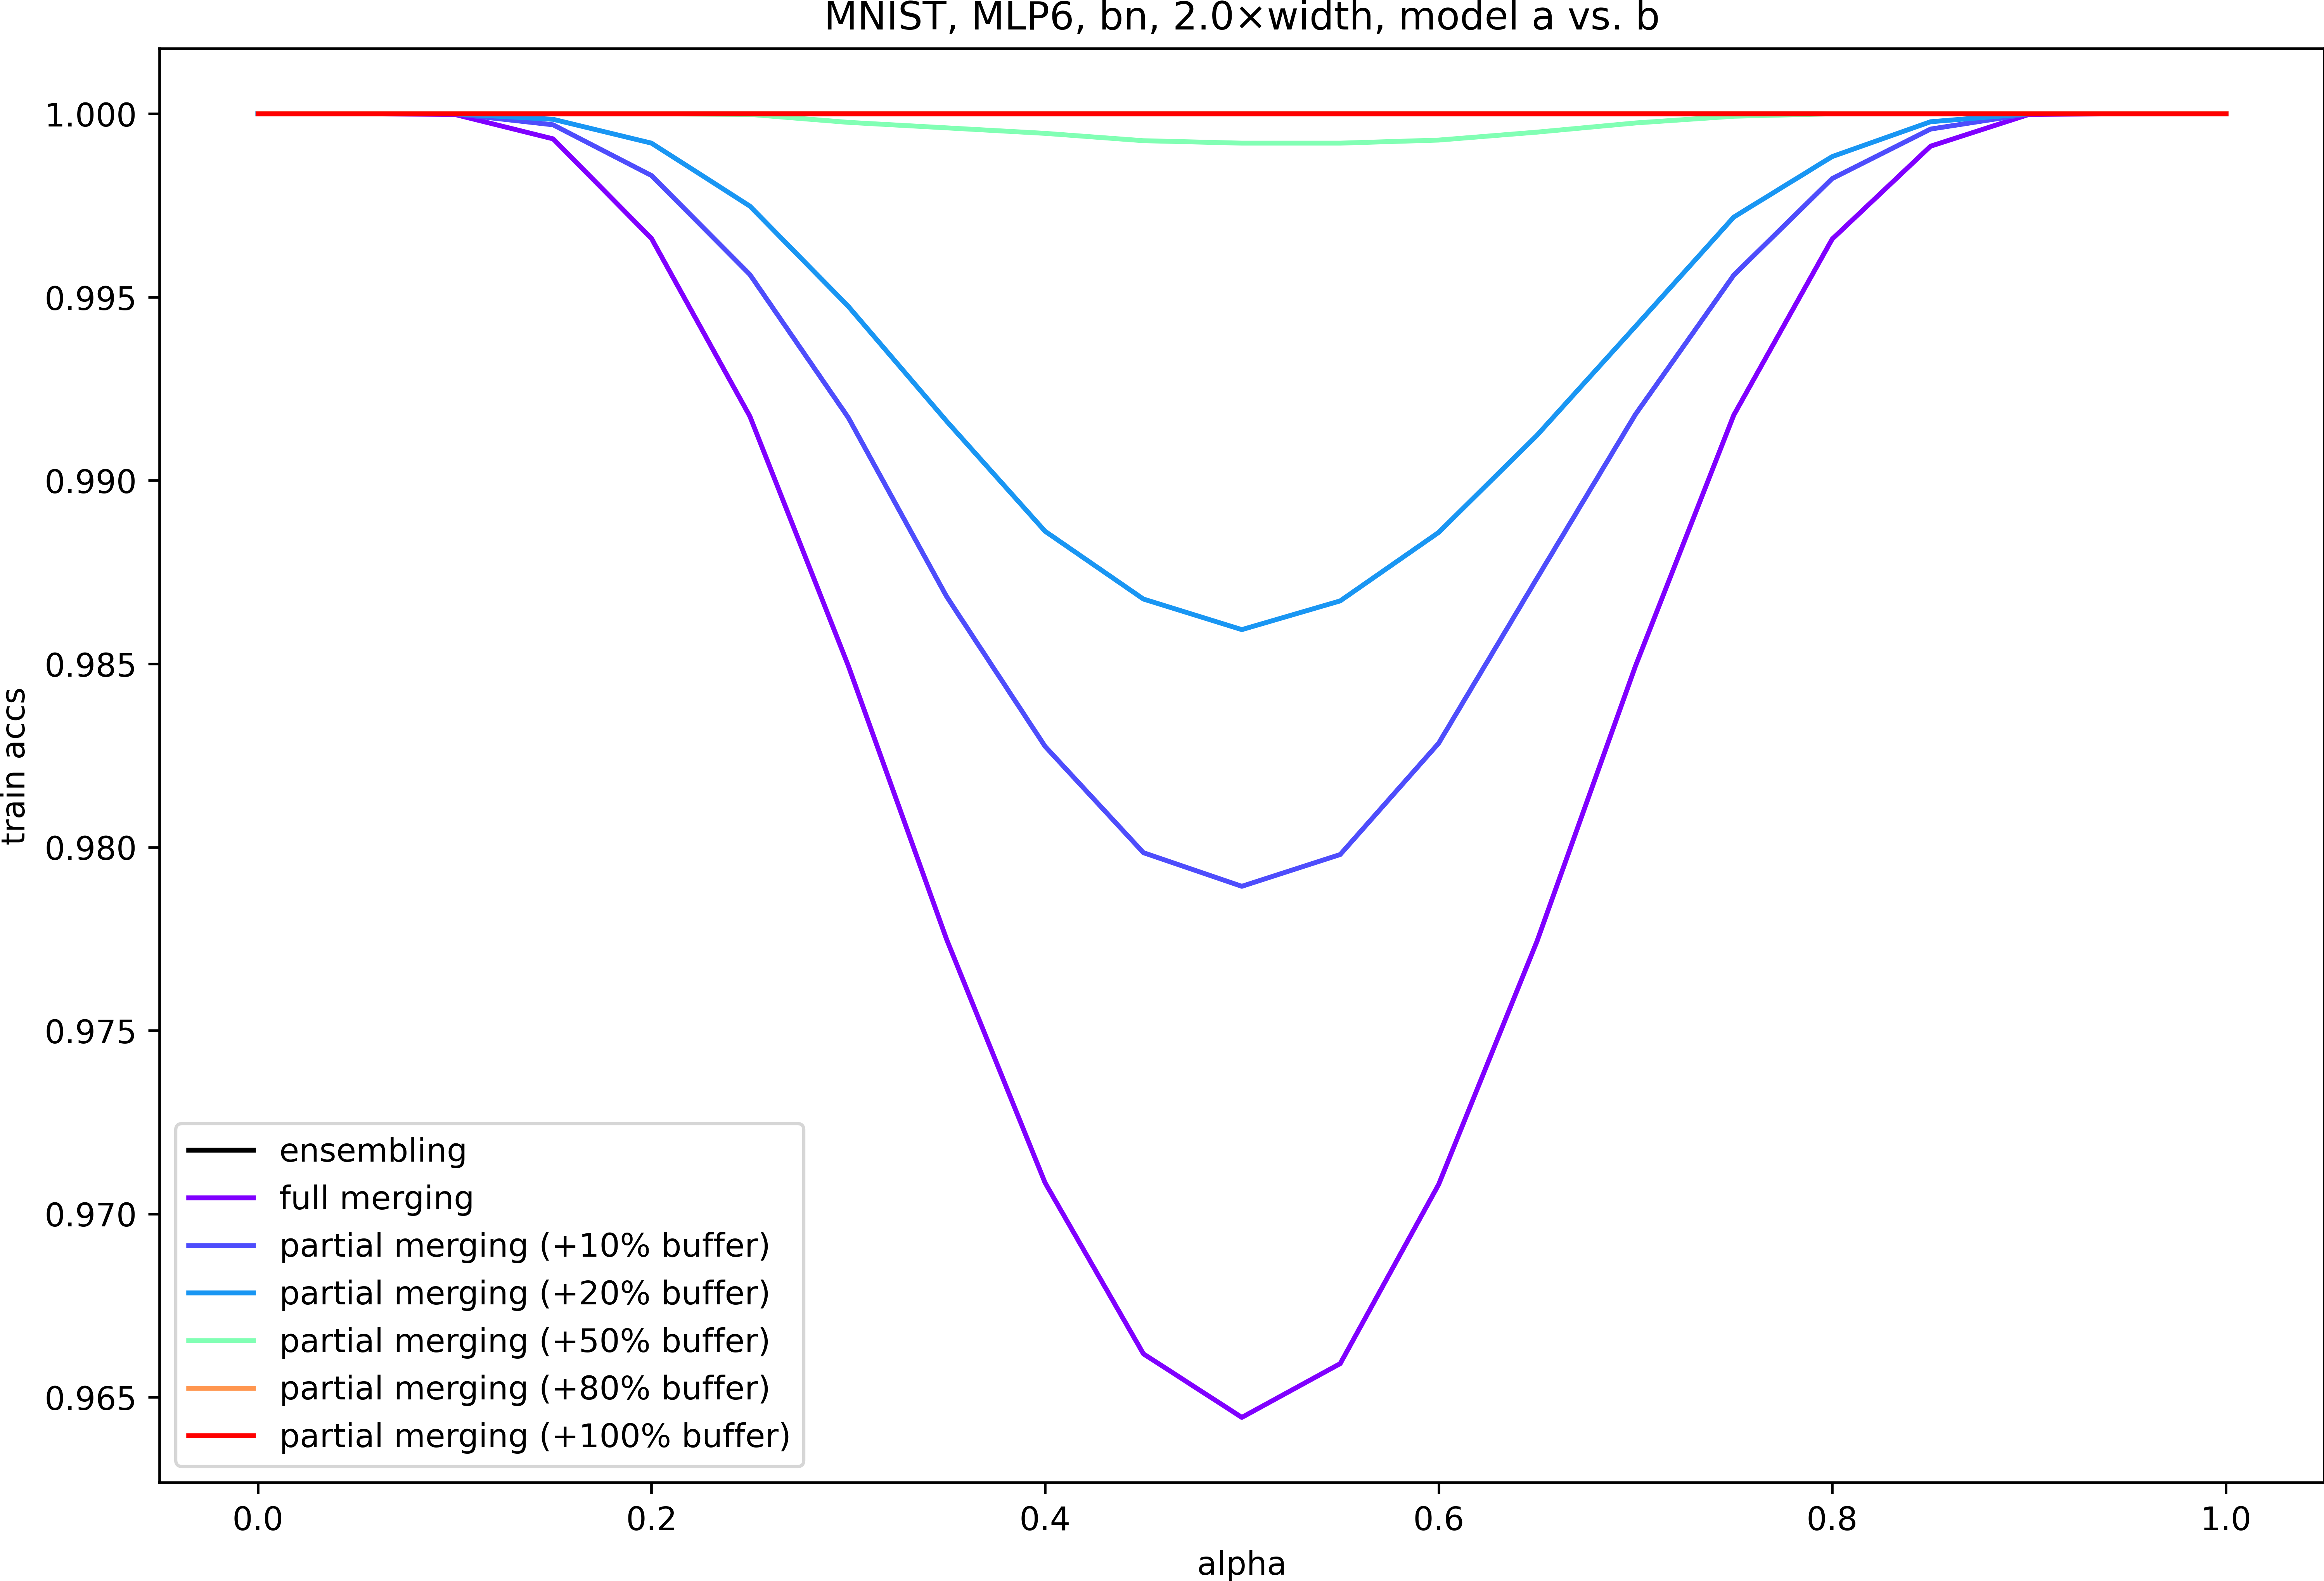 MNIST, MLP6, bn, 2.0×width, model a vs. b
train accs
1.000
0.995
0.990
0.985
0.980
0.975
0.970
0.965
ensembling
full merging
partial merging (+10% buffer)
partial merging (+20% buffer)
partial merging (+50% buffer)
partial merging (+80% buffer)
partial merging (+100% buffer)
0.0 0.2 0.4 0.6 0.8 1.0
alpha